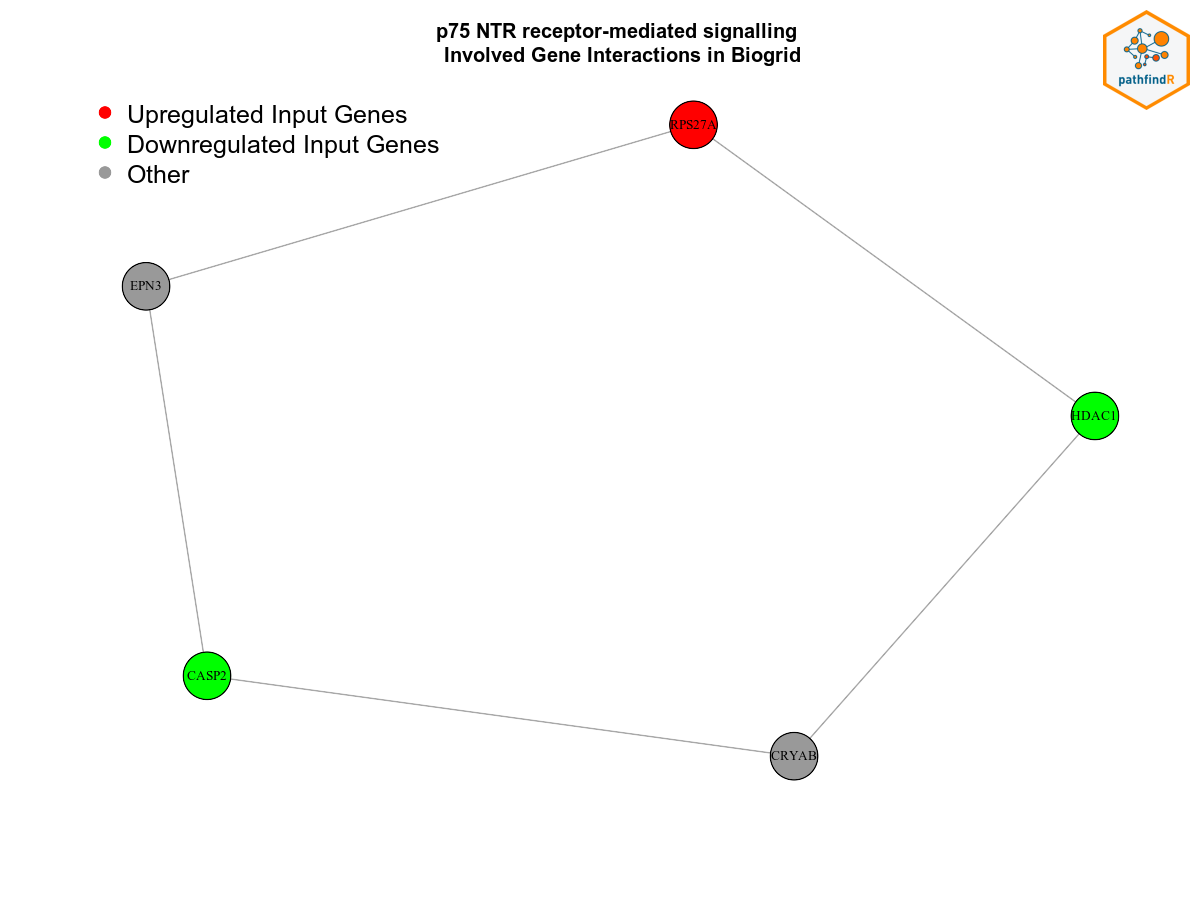 p75 NTR receptor-mediated signalling
Involved Gene Interactions in Biogrid
pathfindR
Upregulated Input Genes
Downregulated Input Genes
Other
RPS27A
EPN3
HDAC1
CASP2
CRYAB